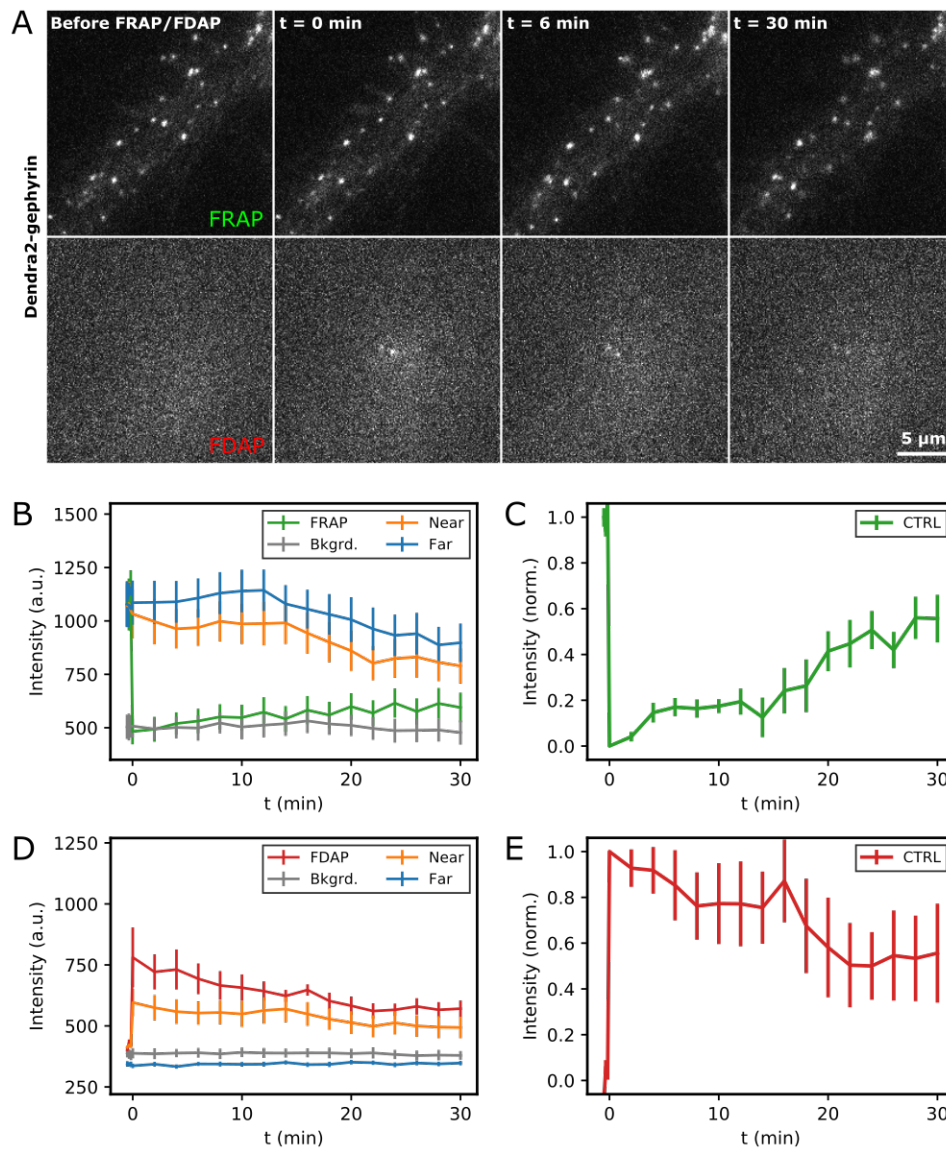 A
Before FRAP/FDAP
t = 0 min
t = 6 min
t = 30 min
Dendra2-gephyrin
FRAP
FDAP
5 µm
B
1500
1250
1000
750
500
Intensity (a.u.)
FRAP
Near
Bkgrd.
Far
0
10
20
30
t (min)
C
1.0
0.8
0.6
0.4
0.2
0.0
Intensity (norm.)
CTRL
0
10
20
30
t (min)
D
1250
1000
750
500
250
Intensity (a.u.)
FDAP
Near
Bkgrd.
Far
0
10
20
30
t (min)
E
1.0
0.8
0.6
0.4
0.2
0.0
Intensity (norm.)
CTRL
0
10
20
30
t (min)